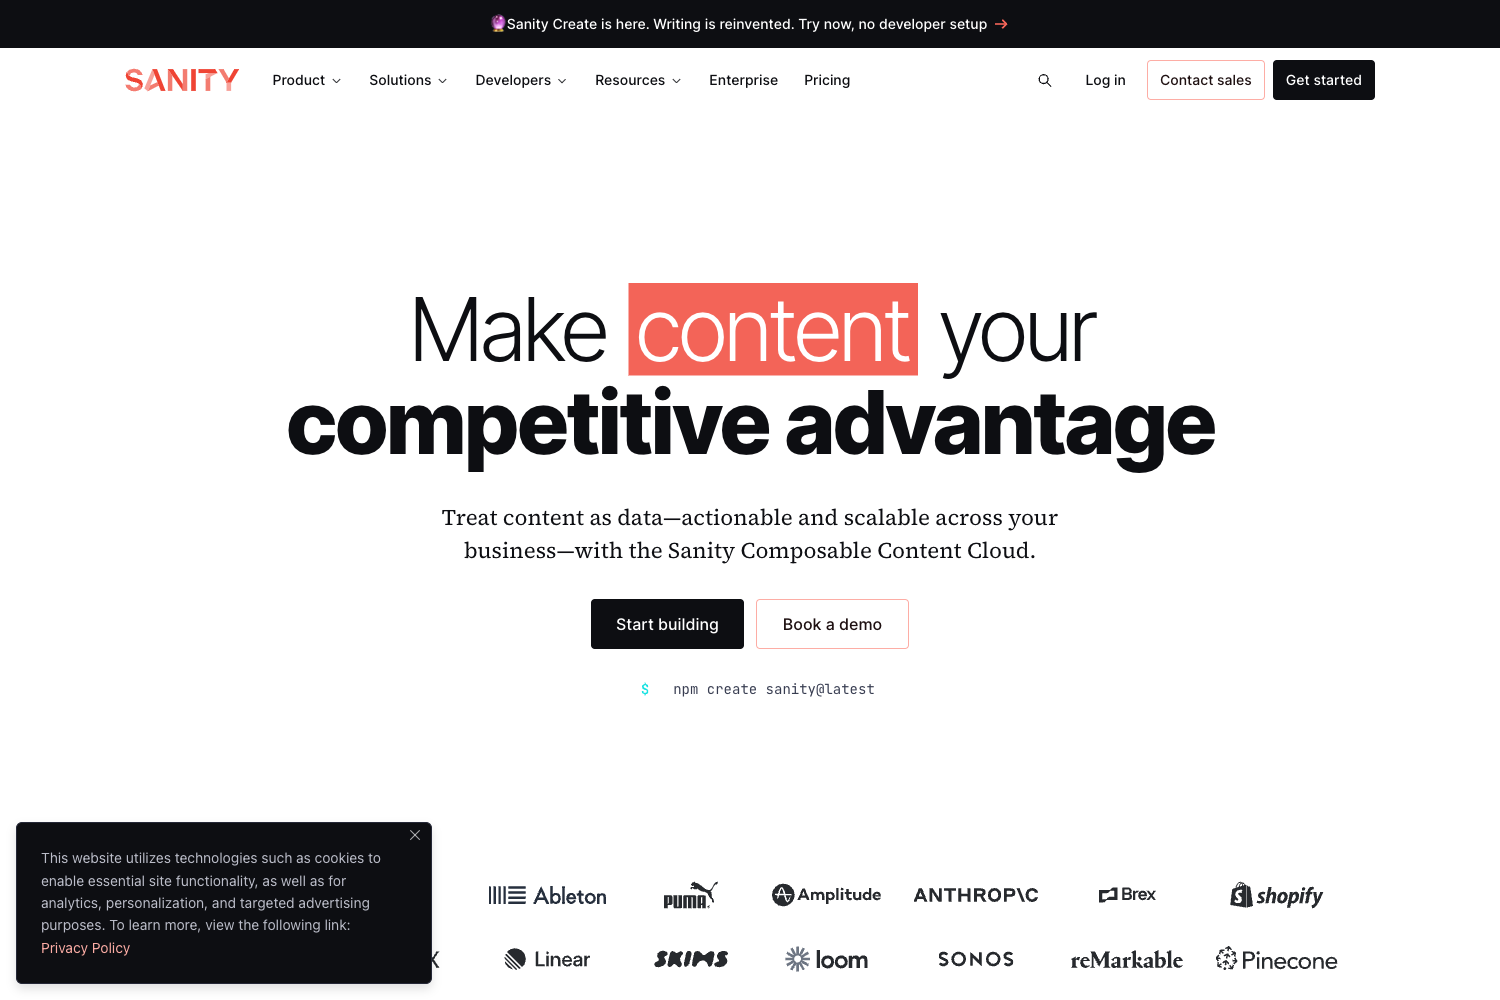 Sanity Create is here. Writing is reinvented. Try now, no developer setup →
SANITY Product Solutions Developers Resources Enterprise Pricing Log in Contact sales Get started
Make content your
competitive advantage
Treat content as data—actionable and scalable across your
business—with the Sanity Composable Content Cloud.
Start building Book a demo
$ npm create sanity@latest
This website utilizes technologies such as cookies to
enable essential site functionality, as well as for
analytics, personalization, and targeted advertising
purposes. To learn more, view the following link:
Privacy Policy
Ableton PUMA Amplitude ANTHROP\C Brex shopify
Linear SKIMS loom SONOS reMarkable Pinecone